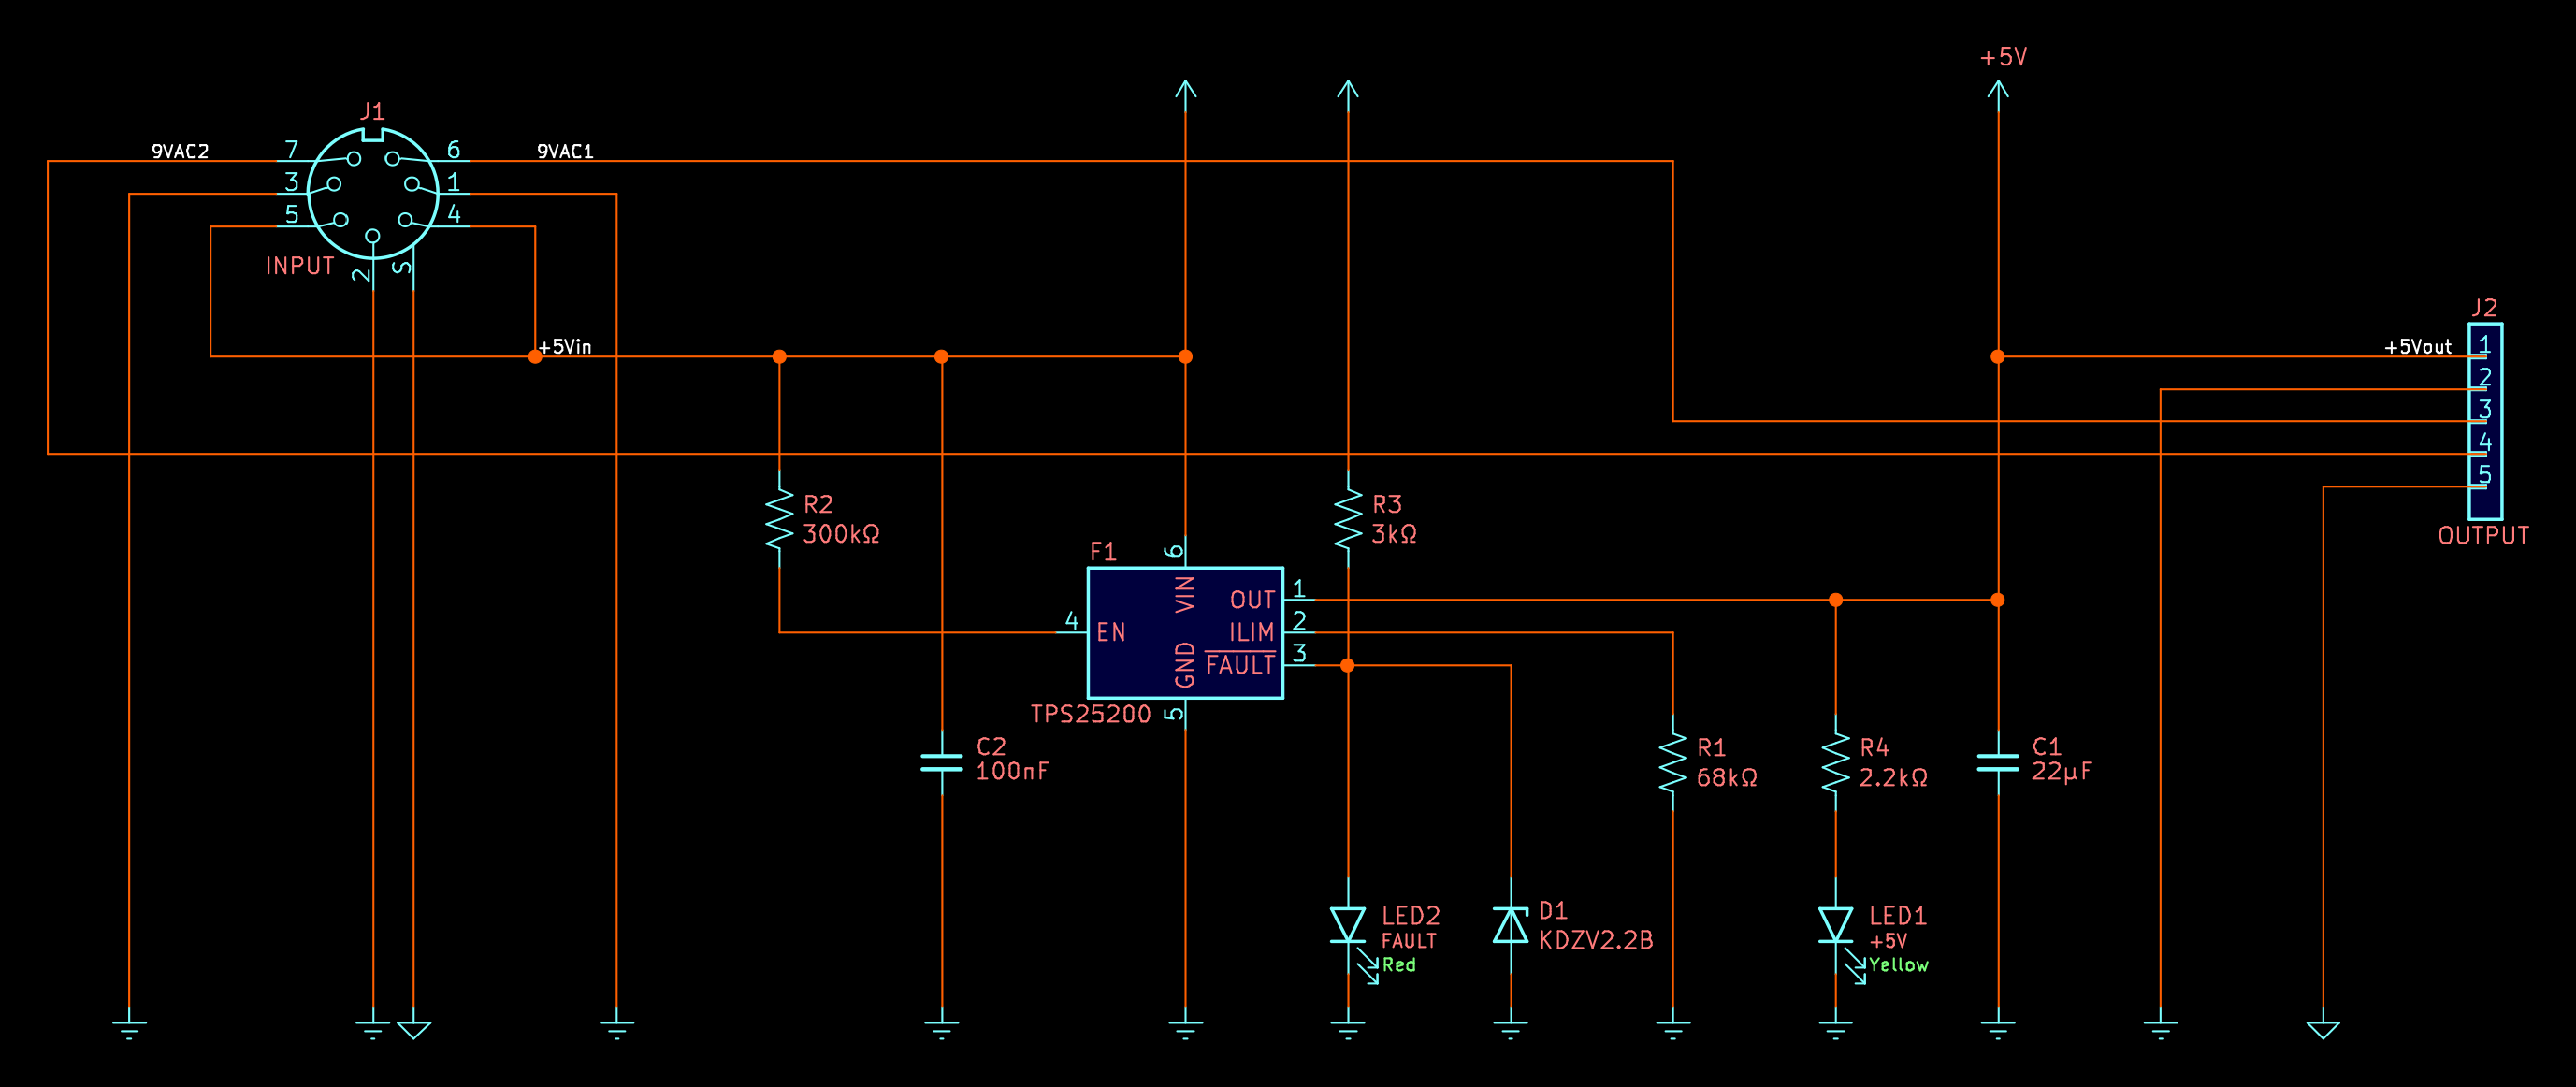 +5V
J1
9VAC2
7
6
9VAC1
3
1
5
4
INPUT
2
S
+5Vin
J2
+5Vout
1
2
3
4
5
OUTPUT
R2
300kΩ
R3
3kΩ
F1
6
VIN
OUT
1
4
EN
ILIM
2
GND
FAULT
3
TPS25200
5
C2
100nF
R1
68kΩ
R4
2.2kΩ
C1
22µF
LED2
FAULT
Red
D1
KDZV2.2B
LED1
+5V
Yellow